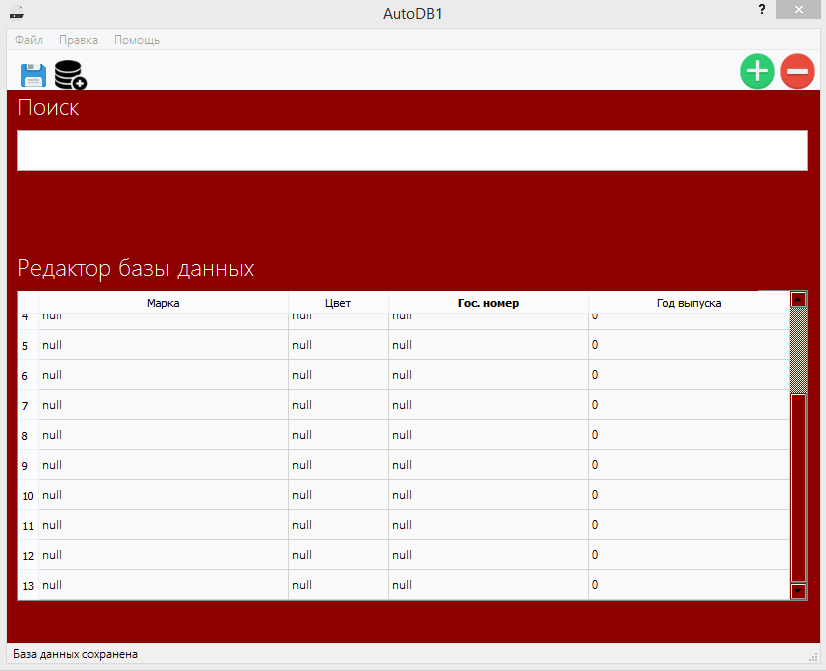 AutoDB1
?
Файл Правка Помощь
Поиск
Редактор базы данных
Марка Цвет Гос. номер Год выпуска
4 null null null 0
5 null null null 0
6 null null null 0
7 null null null 0
8 null null null 0
9 null null null 0
10 null null null 0
11 null null null 0
12 null null null 0
13 null null null 0
База данных сохранена